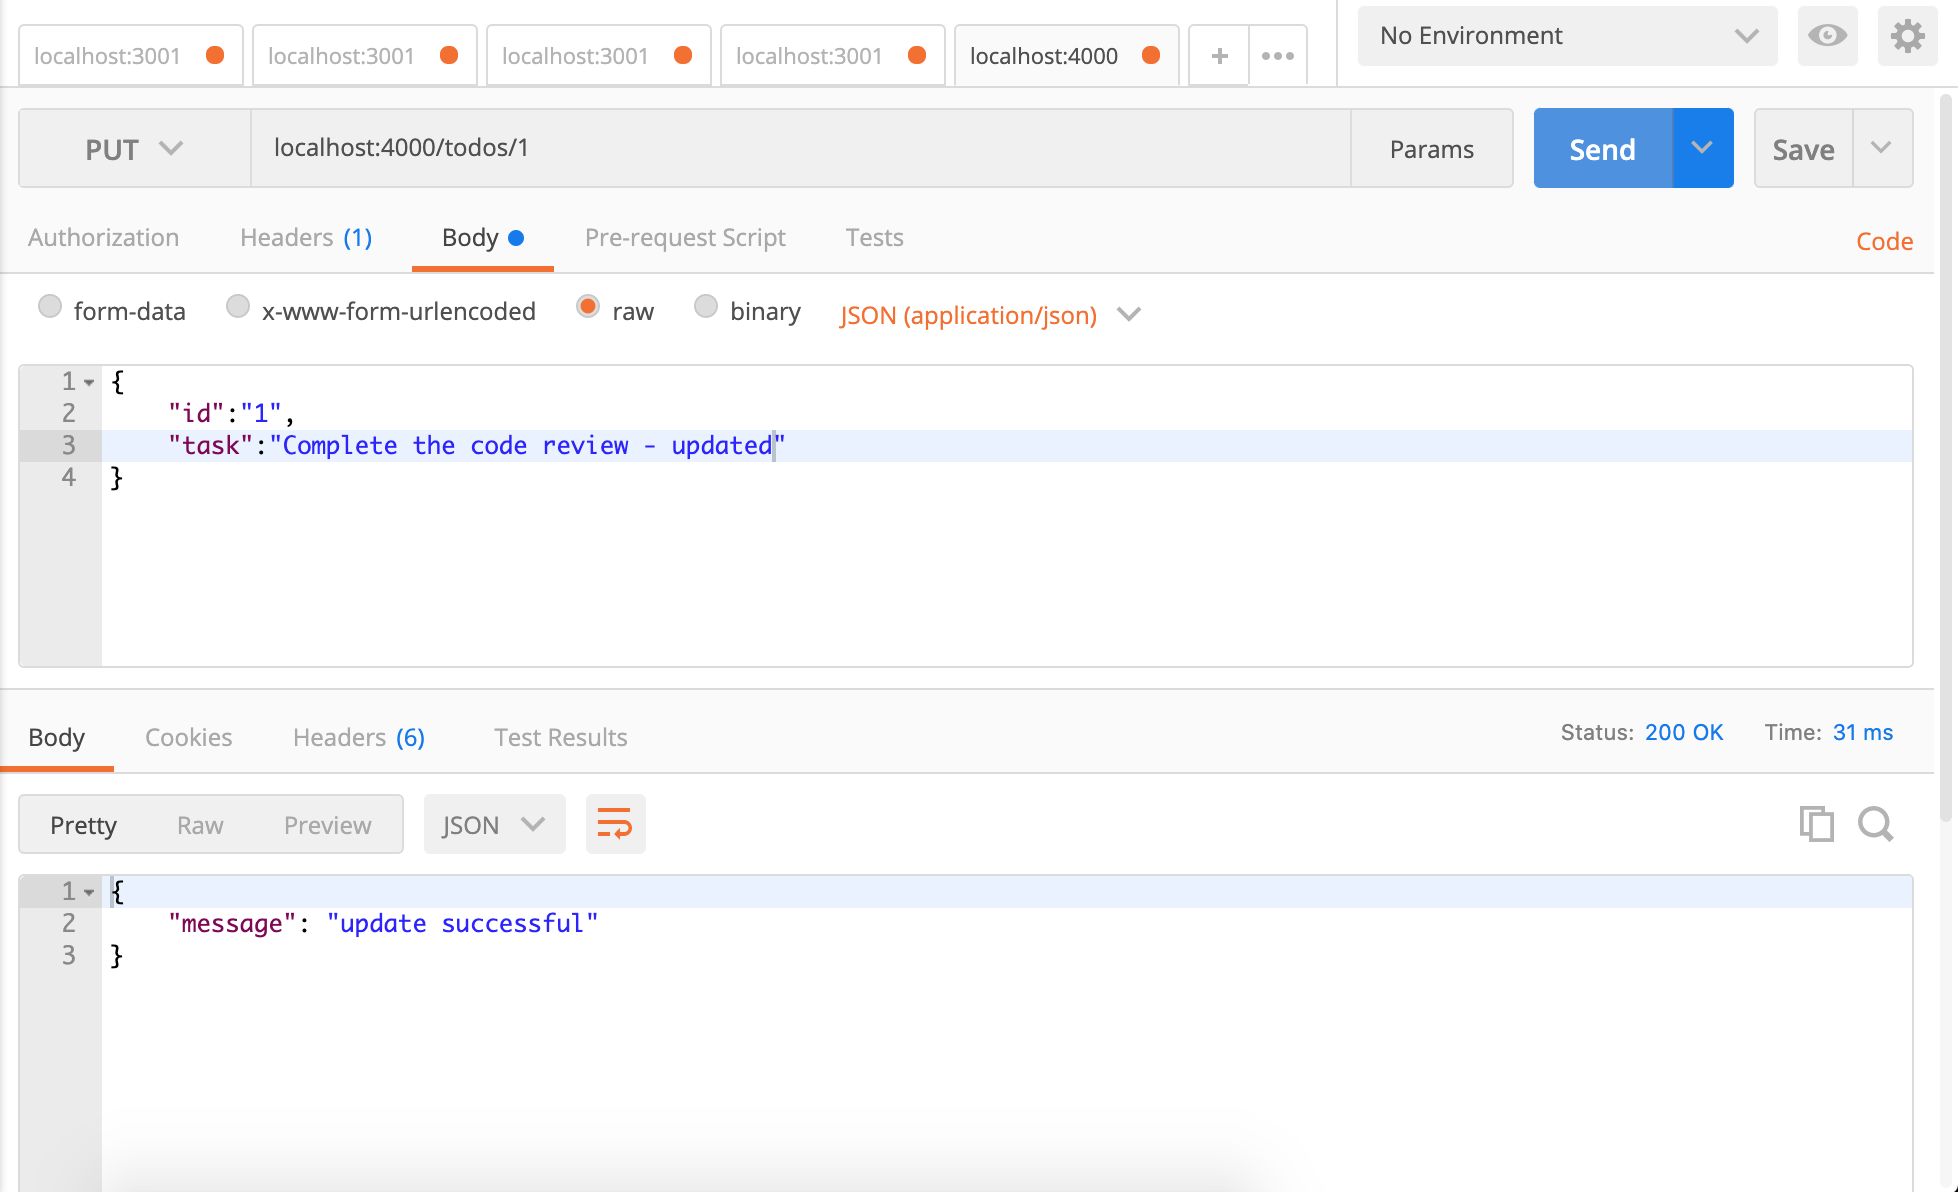 localhost:3001 localhost:3001 localhost:3001 localhost:3001 localhost:4000 + ••• No Environment
PUT localhost:4000/todos/1 Params Send Save
Authorization Headers (1) Body Pre-request Script Tests Code
form-data x-www-form-urlencoded raw binary JSON (application/json)
1 {
2 "id":"1",
3 "task":"Complete the code review - updated"
4 }
Body Cookies Headers (6) Test Results Status: 200 OK Time: 31 ms
Pretty Raw Preview JSON
1 {
2 "message": "update successful"
3 }